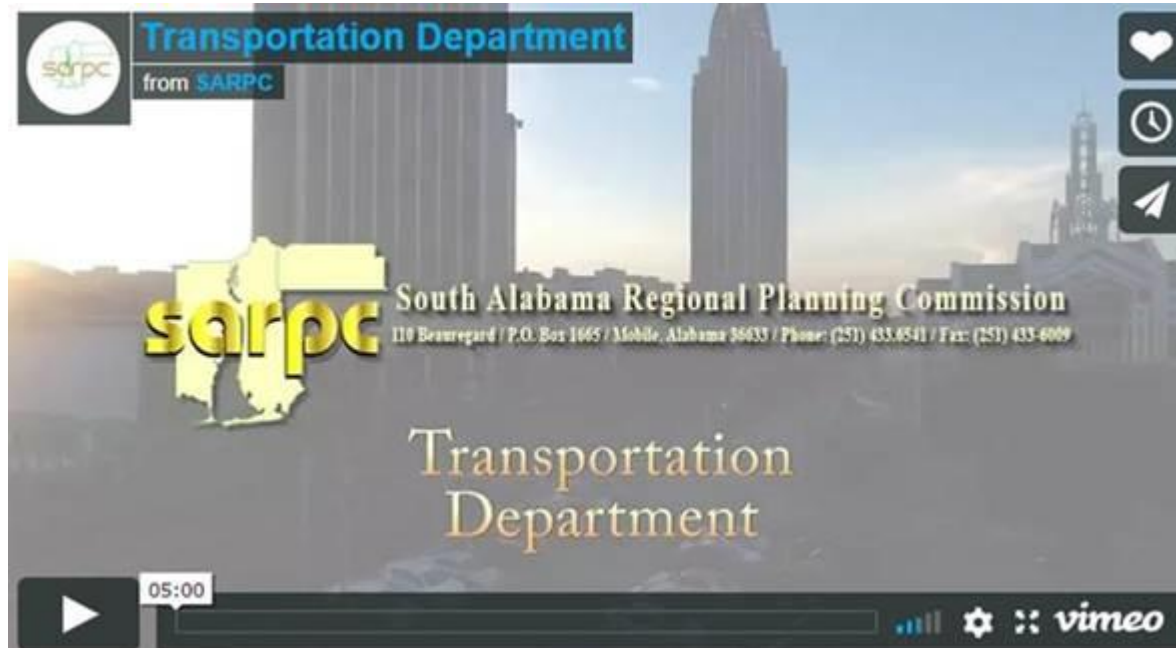 sarpc
Transportation Department
from SARPC
sarpc
South Alabama Regional Planning Commission
110 Beauregard / P.O. Box 1665 / Mobile, Alabama 36633 / Phone: (251) 433.6541 / Fax: (251) 433-6009
Transportation
Department
05:00
vimeo